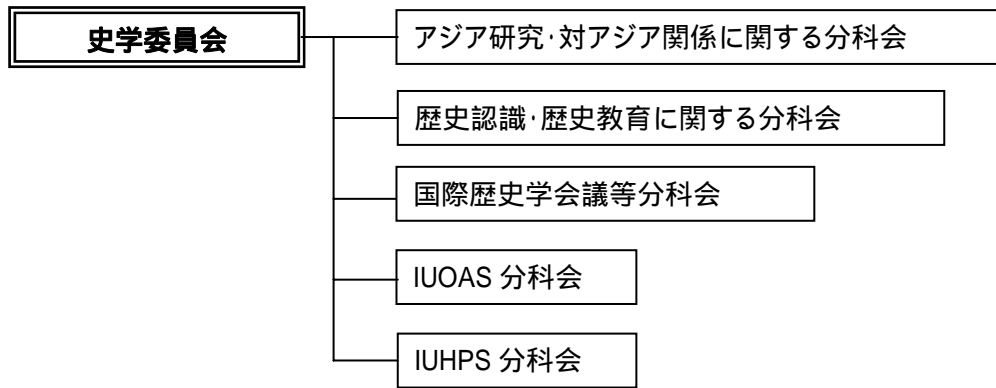 史学委員会
アジア研究・対アジア関係に関する分科会
歴史認識・歴史教育に関する分科会
国際歴史学会議等分科会
IUOAS 分科会
IUHPS 分科会